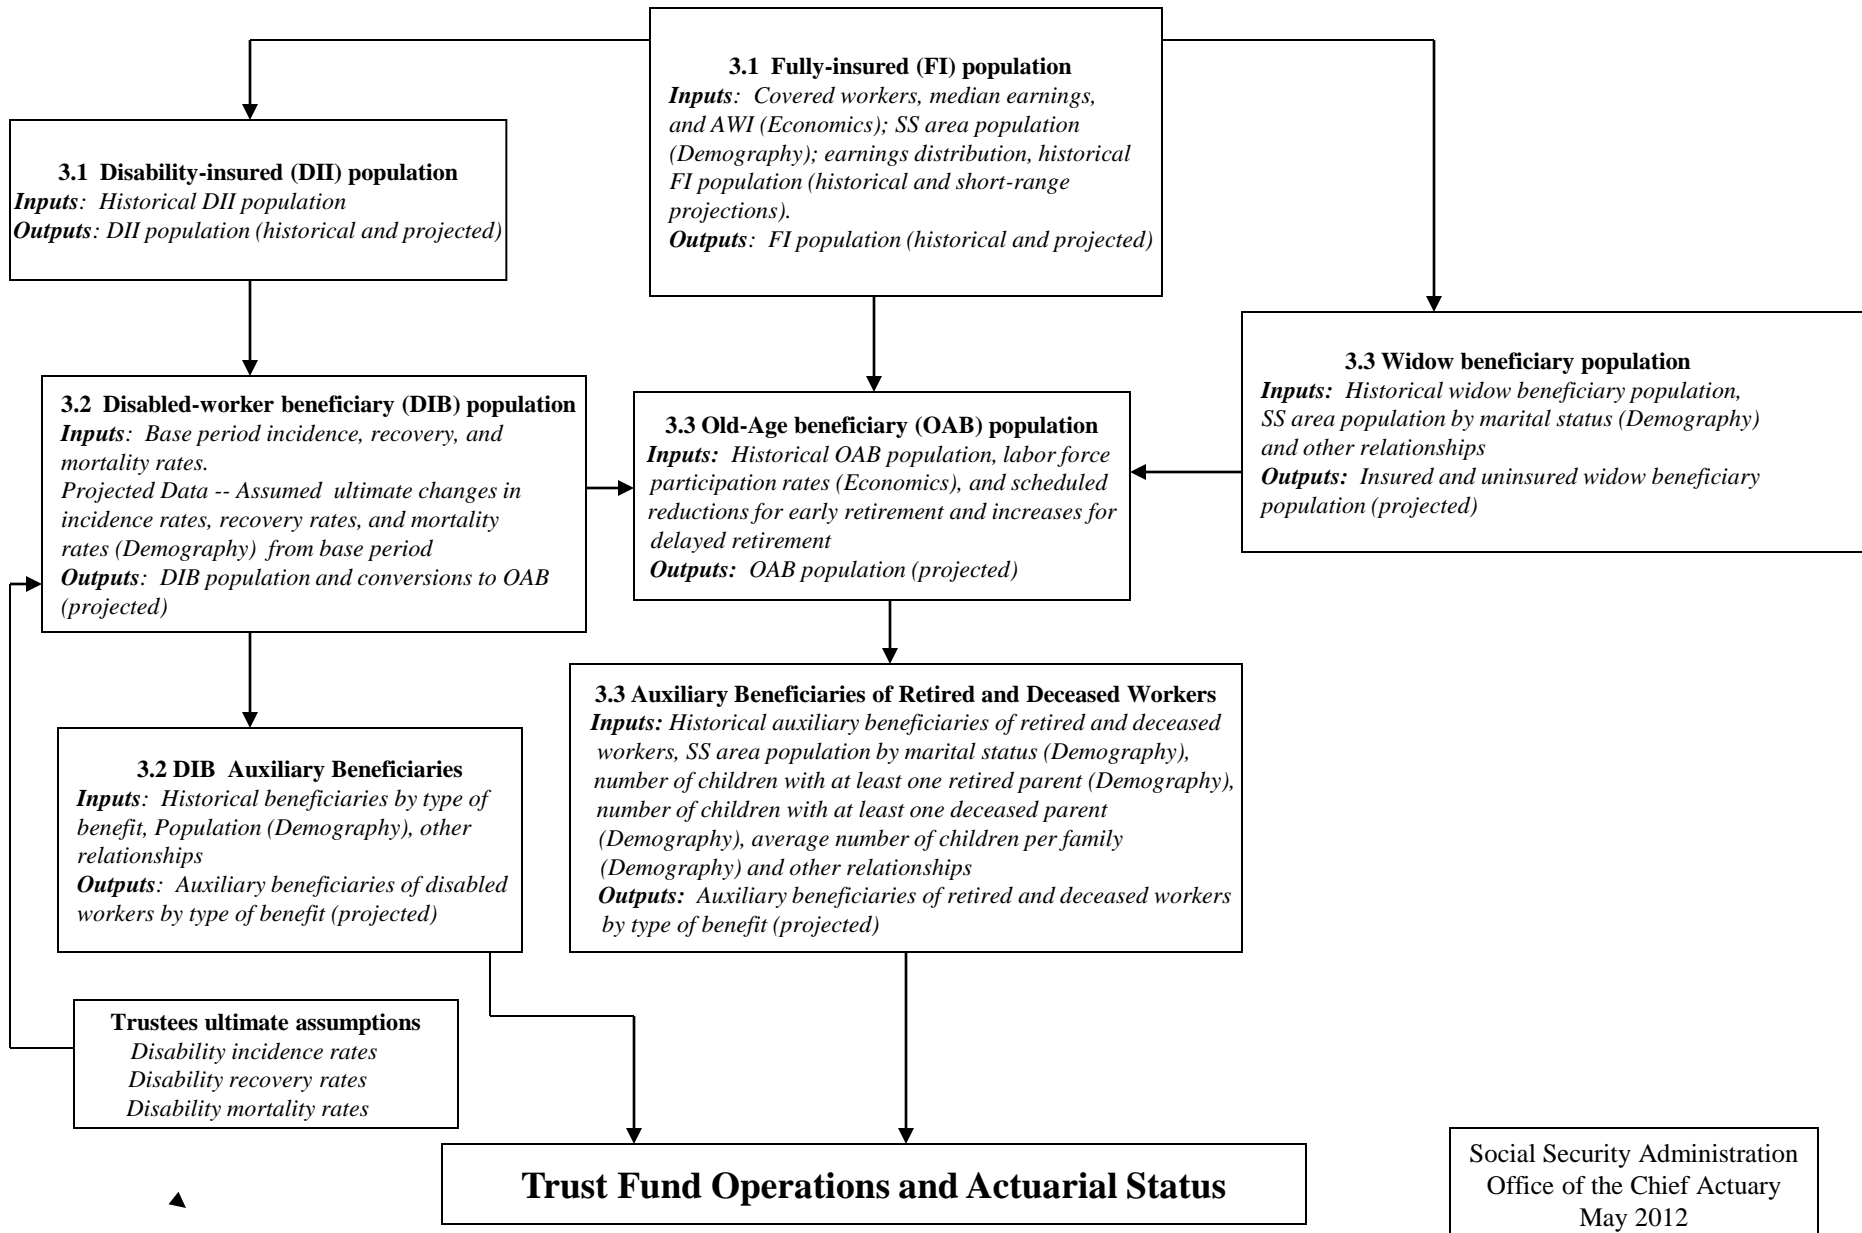 3.1 Fully-insured (FI) population
Inputs: Covered workers, median earnings,
and AWI (Economics); SS area population
(Demography); earnings distribution, historical
FI population (historical and short-range
projections).
Outputs: FI population (historical and projected)
3.1 Disability-insured (DII) population
Inputs: Historical DII population
Outputs: DII population (historical and projected)
3.3 Widow beneficiary population
Inputs: Historical widow beneficiary population,
SS area population by marital status (Demography)
and other relationships
Outputs: Insured and uninsured widow beneficiary
population (projected)
3.2 Disabled-worker beneficiary (DIB) population
Inputs: Base period incidence, recovery, and
mortality rates.
Projected Data -- Assumed ultimate changes in
incidence rates, recovery rates, and mortality
rates (Demography) from base period
Outputs: DIB population and conversions to OAB
(projected)
3.3 Old-Age beneficiary (OAB) population
Inputs: Historical OAB population, labor force
participation rates (Economics), and scheduled
reductions for early retirement and increases for
delayed retirement
Outputs: OAB population (projected)
3.3 Auxiliary Beneficiaries of Retired and Deceased Workers
Inputs: Historical auxiliary beneficiaries of retired and deceased
workers, SS area population by marital status (Demography),
number of children with at least one retired parent (Demography),
number of children with at least one deceased parent
(Demography), average number of children per family
(Demography) and other relationships
Outputs: Auxiliary beneficiaries of retired and deceased workers
by type of benefit (projected)
3.2 DIB Auxiliary Beneficiaries
Inputs: Historical beneficiaries by type of
benefit, Population (Demography), other
relationships
Outputs: Auxiliary beneficiaries of disabled
workers by type of benefit (projected)
Trustees ultimate assumptions
Disability incidence rates
Disability recovery rates
Disability mortality rates
Trust Fund Operations and Actuarial Status
Social Security Administration
Office of the Chief Actuary
May 2012